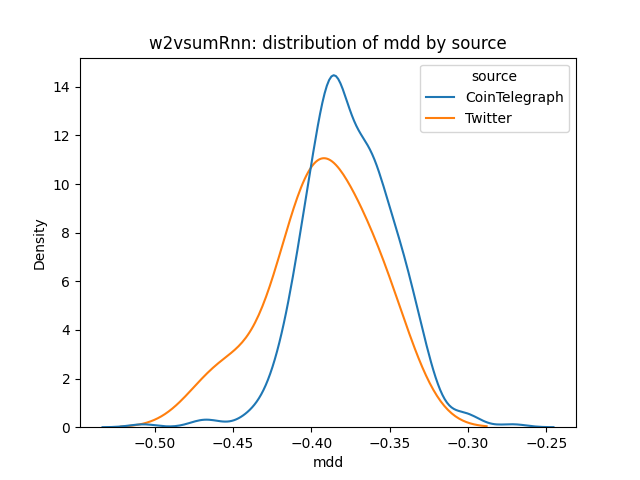 w2vsumRnn: distribution of mdd by source
source
CoinTelegraph
Twitter
Density
14
12
10
8
6
4
2
0
−0.50
−0.45
−0.40
−0.35
−0.30
−0.25
mdd